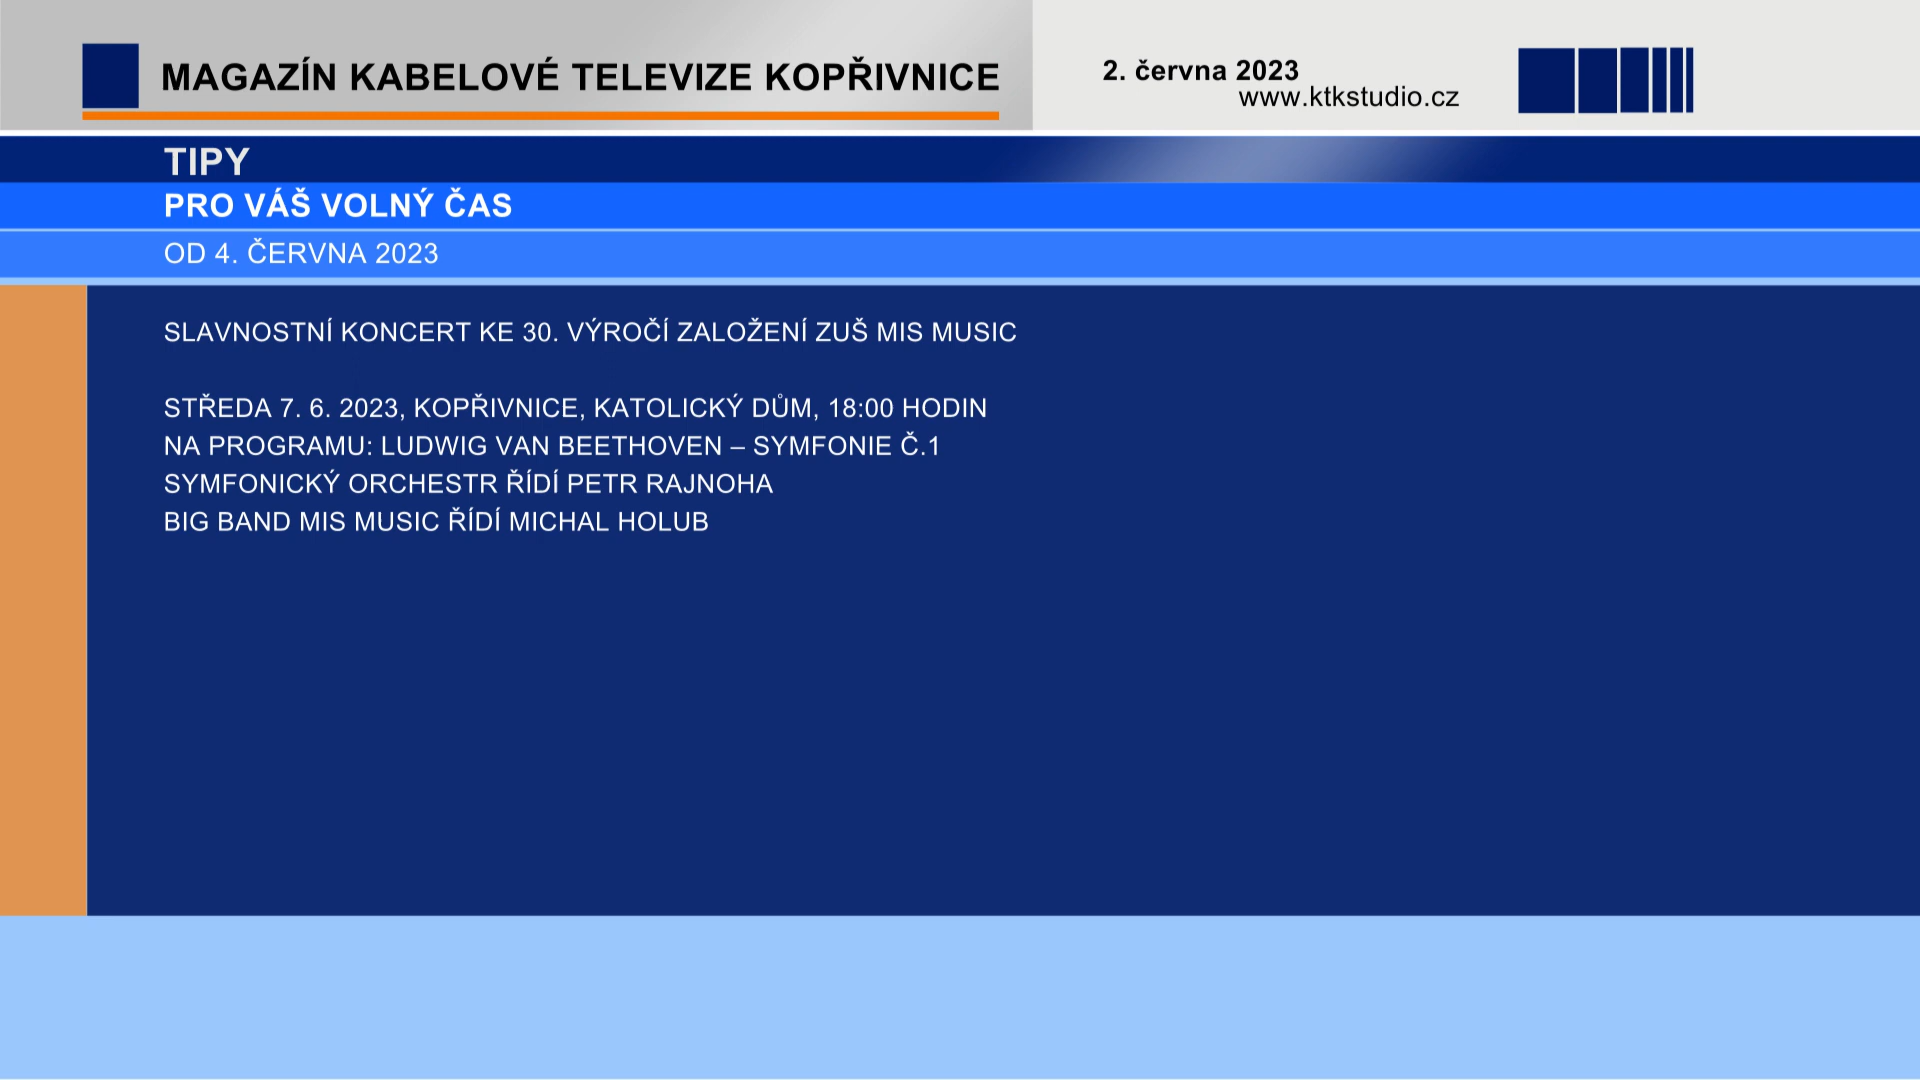 MAGAZÍN KABELOVÉ TELEVIZE KOPŘIVNICE
2. června 2023
www.ktkstudio.cz
TIPY
PRO VÁŠ VOLNÝ ČAS
OD 4. ČERVNA 2023
SLAVNOSTNÍ KONCERT KE 30. VÝROČÍ ZALOŽENÍ ZUŠ MIS MUSIC
STŘEDA 7. 6. 2023, KOPŘIVNICE, KATOLICKÝ DŮM, 18:00 HODIN
NA PROGRAMU: LUDWIG VAN BEETHOVEN – SYMFONIE Č.1
SYMFONICKÝ ORCHESTR ŘÍDÍ PETR RAJNOHA
BIG BAND MIS MUSIC ŘÍDÍ MICHAL HOLUB